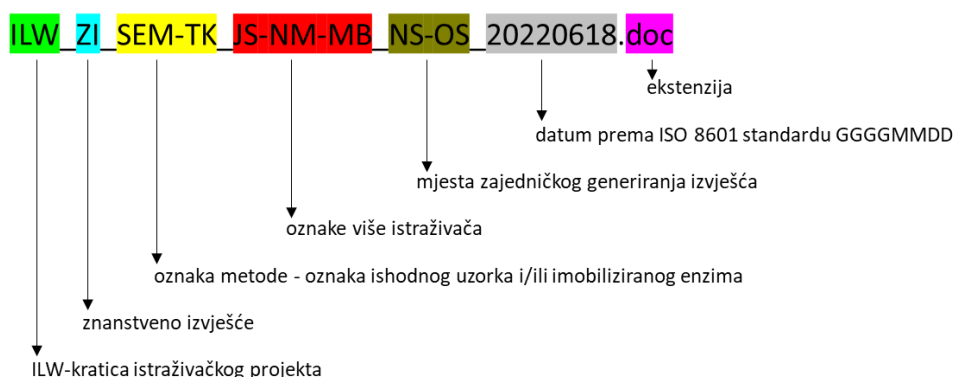 ILW_ZI_SEM-TK_JS-NM-MB_NS-OS_20220618.doc
ekstenzija
datum prema ISO 8601 standardu GGGGMMDD
mjesta zajedničkog generiranja izvješća
oznake više istraživača
oznaka metode - oznaka ishodnog uzorka i/ili imobiliziranog enzima
znanstveno izvješće
ILW-kratica istraživačkog projekta